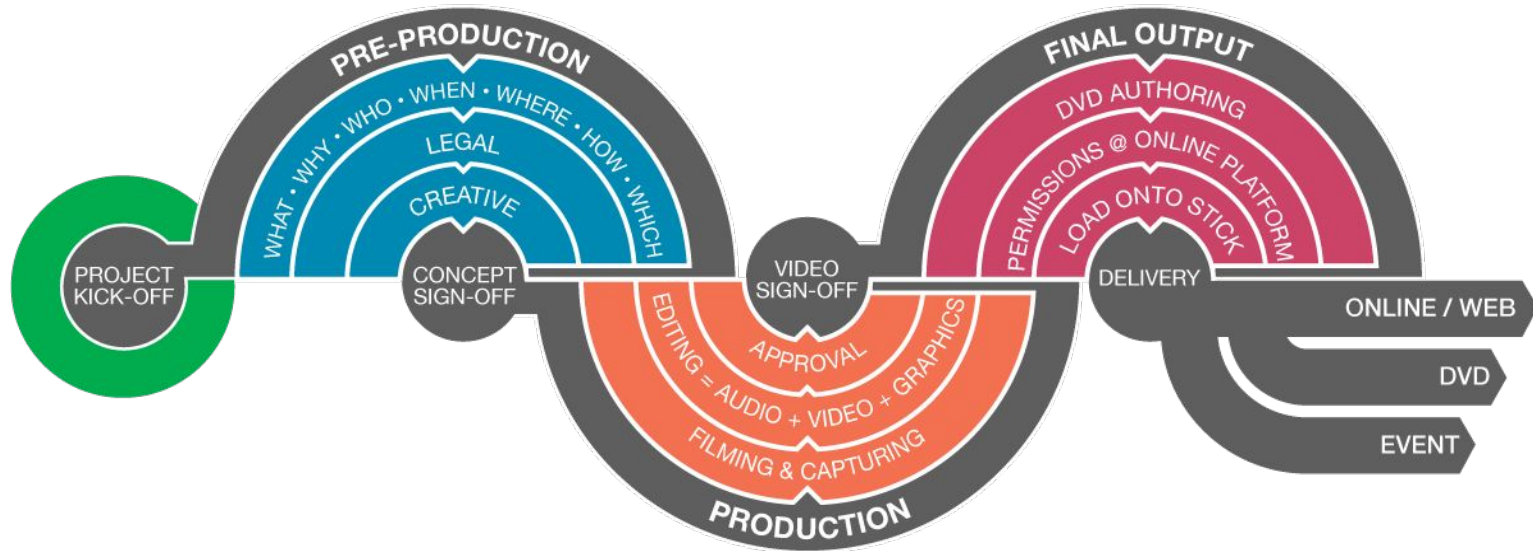 PROJECT
KICK-OFF
PRE-PRODUCTION
WHAT • WHY • WHO • WHEN • WHERE • HOW • WHICH
LEGAL
CREATIVE
CONCEPT
SIGN-OFF
PRODUCTION
FILMING & CAPTURING
EDITING = AUDIO + VIDEO + GRAPHICS
APPROVAL
VIDEO
SIGN-OFF
FINAL OUTPUT
DVD AUTHORING
PERMISSIONS @ ONLINE PLATFORM
LOAD ONTO STICK
DELIVERY
ONLINE / WEB
DVD
EVENT